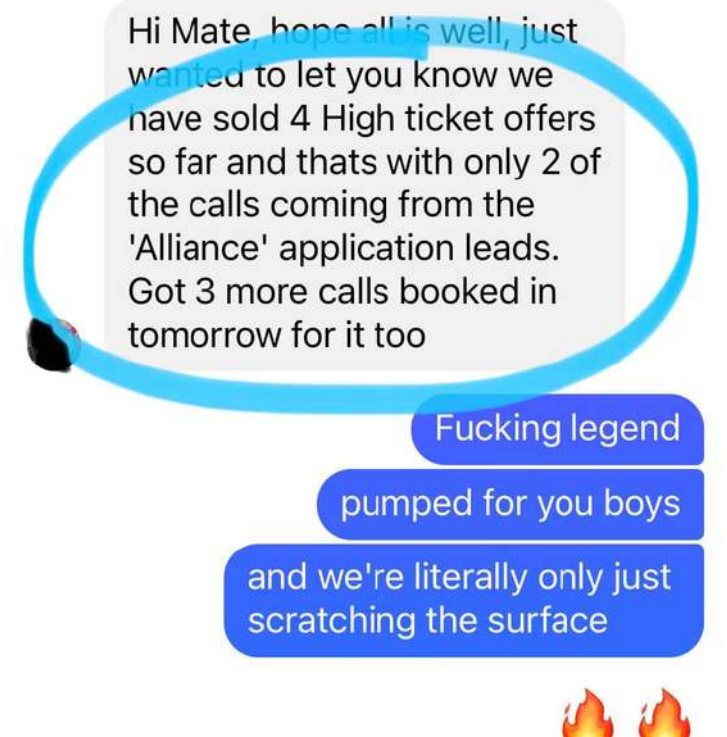 Hi Mate, hope all is well, just
wanted to let you know we
have sold 4 High ticket offers
so far and thats with only 2 of
the calls coming from the
'Alliance' application leads.
Got 3 more calls booked in
tomorrow for it too
Fucking legend
pumped for you boys
and we're literally only just
scratching the surface
🔥🔥